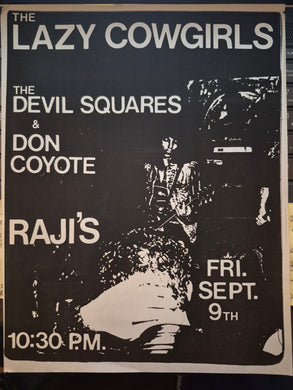 THE
LAZY COWGIRLS
THE
DEVIL SQUARES
&
DON
COYOTE
RAJI'S
FRI.
SEPT.
9TH
10:30 P.M.